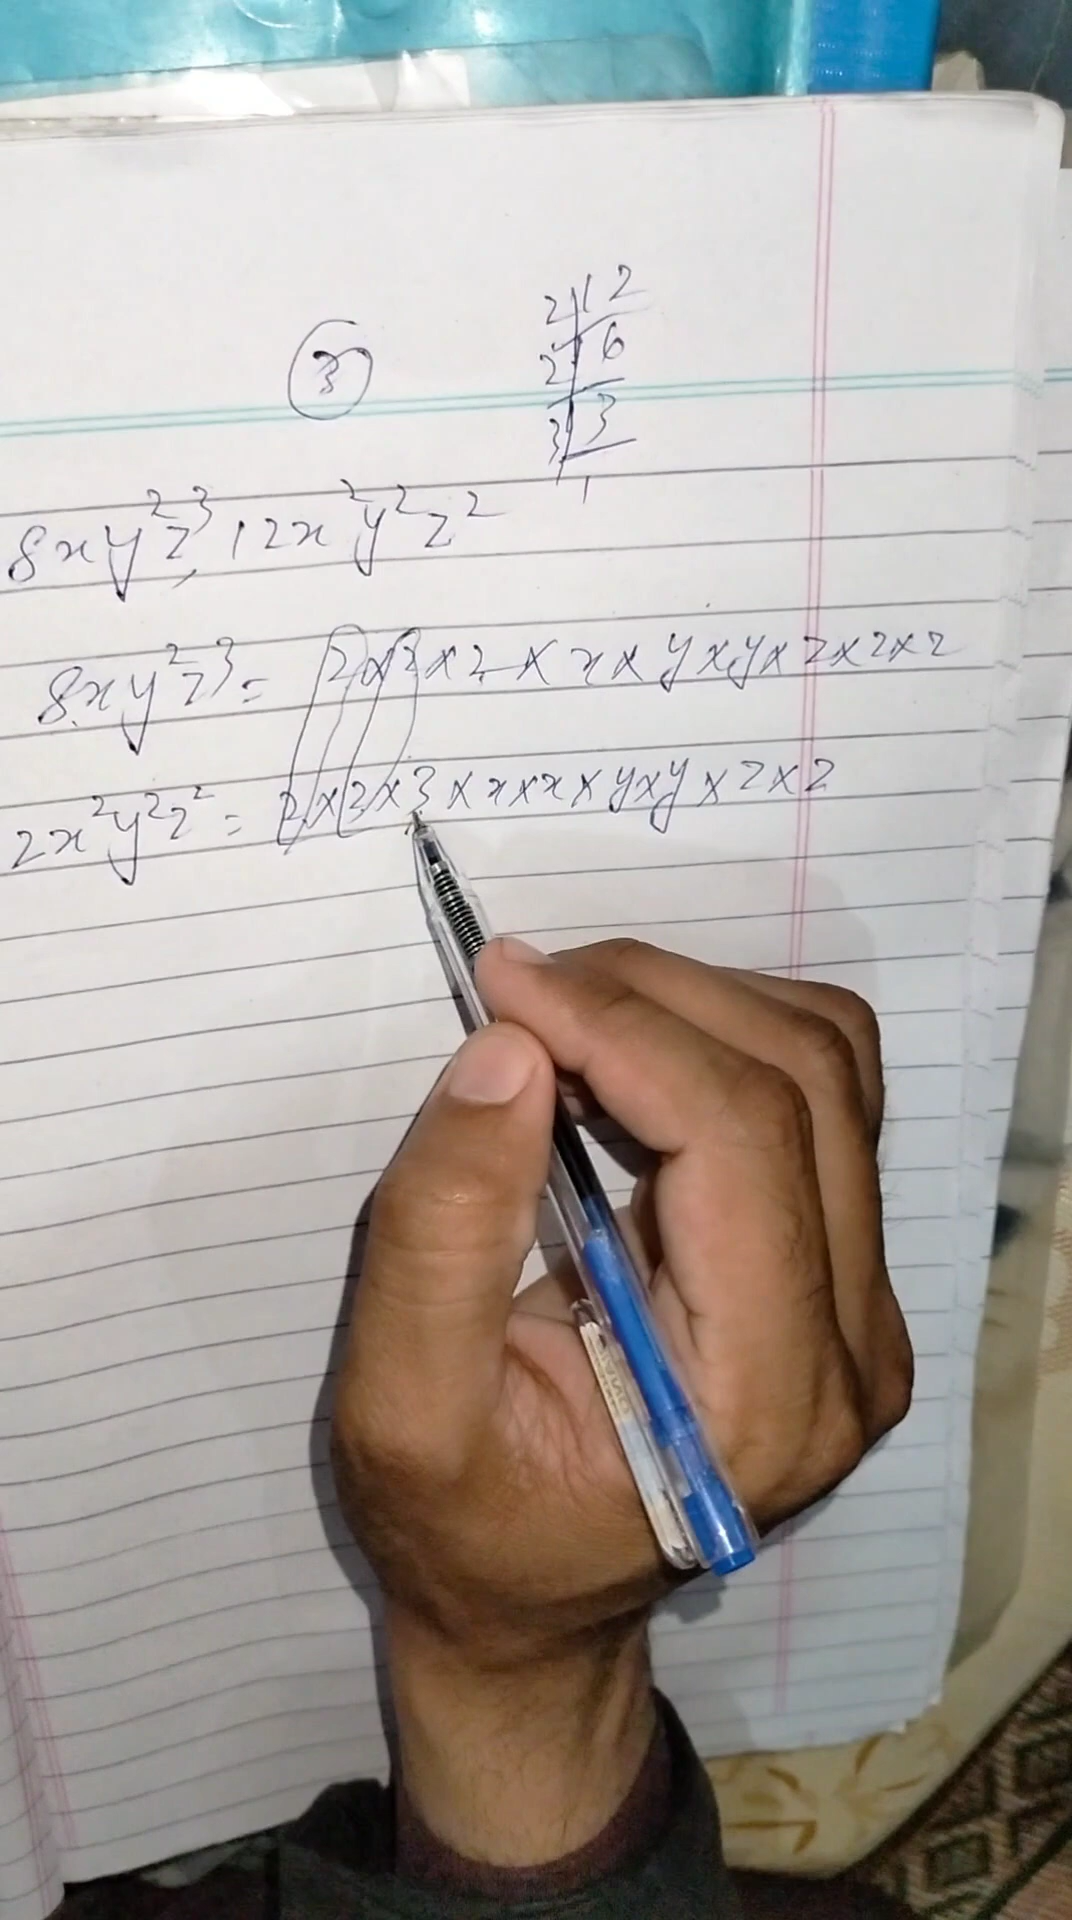 3
2 12
2 6
3 3
1
8xy²z³, 12x²y²z²
8xy²z³ = 2×2×2×x×y×y×z×z×z
2x²y²z² = 2×2×3×x×x×y×y×z×z